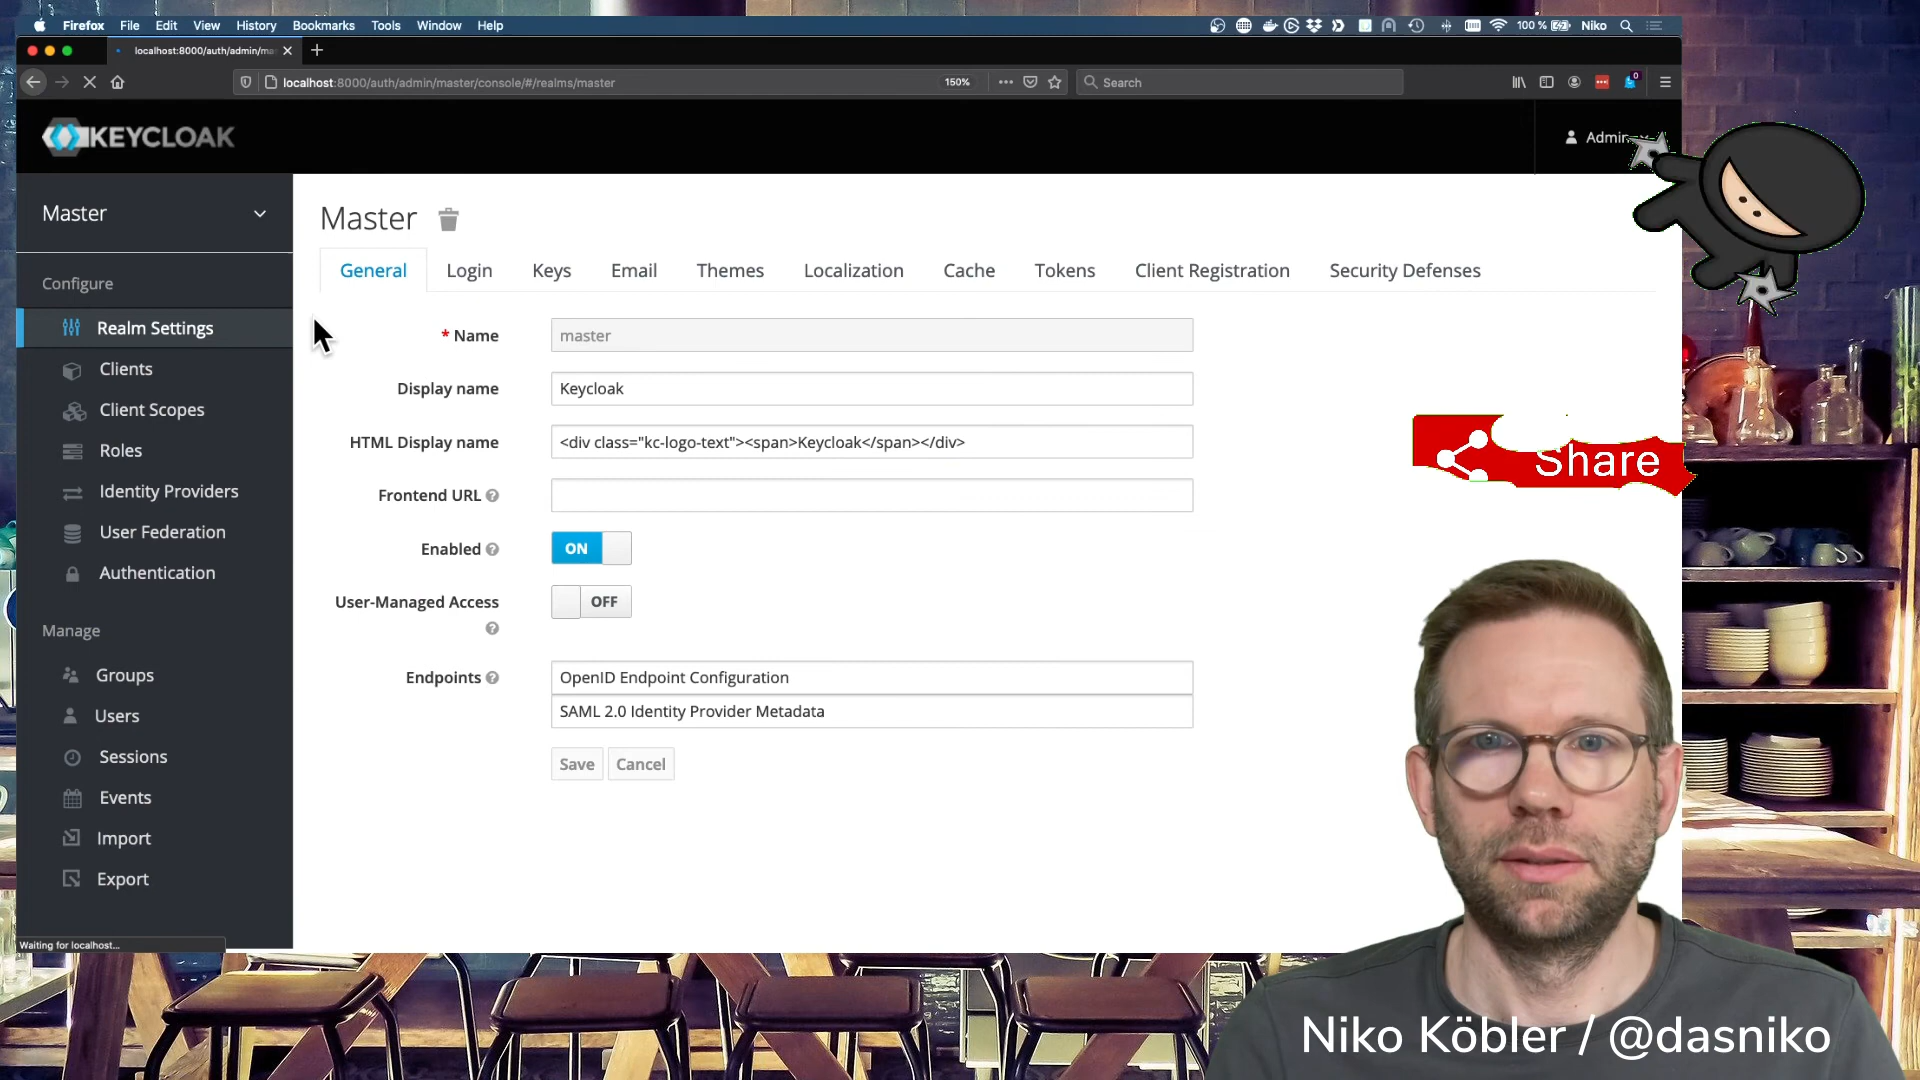 Firefox File Edit View History Bookmarks Tools Window Help
100 % Niko
localhost:8000/auth/admin/ma
localhost:8000/auth/admin/master/console/#/realms/master
150%
Search
0
KEYCLOAK
Admin
Master
Configure
Realm Settings
Clients
Client Scopes
Roles
Identity Providers
User Federation
Authentication
Manage
Groups
Users
Sessions
Events
Import
Export
Waiting for localhost...
Master
General Login Keys Email Themes Localization Cache Tokens Client Registration Security Defenses
* Name master
Display name Keycloak
HTML Display name <div class="kc-logo-text"><span>Keycloak</span></div>
Frontend URL
Enabled ON
User-Managed Access OFF
Endpoints OpenID Endpoint Configuration
SAML 2.0 Identity Provider Metadata
Save Cancel
Share
Niko Köbler / @dasniko